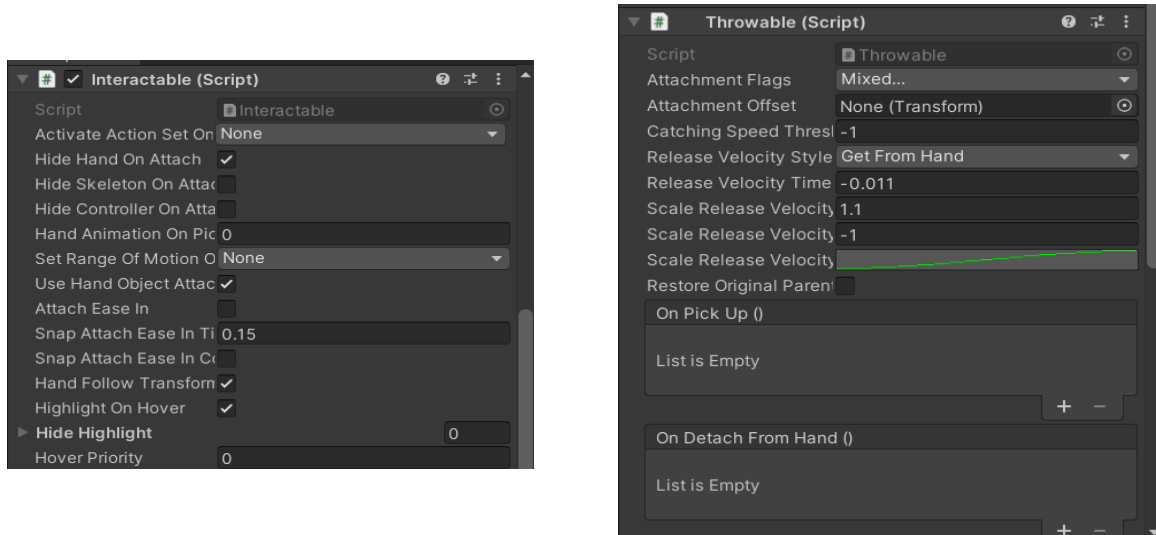 Interactable (Script)
Script Interactable
Activate Action Set On None
Hide Hand On Attach
Hide Skeleton On Attac
Hide Controller On Atta
Hand Animation On Pic 0
Set Range Of Motion O None
Use Hand Object Attac
Attach Ease In
Snap Attach Ease In Ti 0.15
Snap Attach Ease In Co
Hand Follow Transform
Highlight On Hover
Hide Highlight 0
Hover Priority 0
Throwable (Script)
Script Throwable
Attachment Flags Mixed...
Attachment Offset None (Transform)
Catching Speed Thresl -1
Release Velocity Style Get From Hand
Release Velocity Time -0.011
Scale Release Velocity 1.1
Scale Release Velocity -1
Scale Release Velocity
Restore Original Paren
On Pick Up ()
List is Empty
On Detach From Hand ()
List is Empty